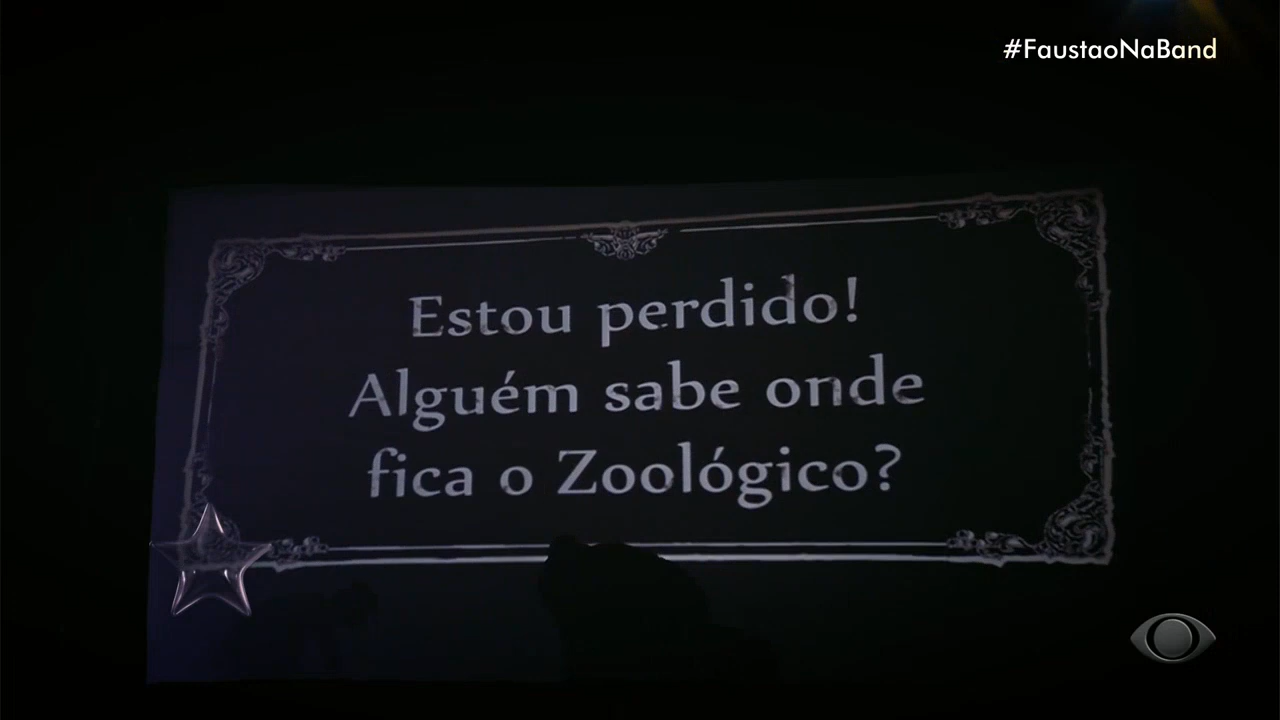 #FaustaoNaBand
Estou perdido!
Alguém sabe onde
fica o Zoológico?